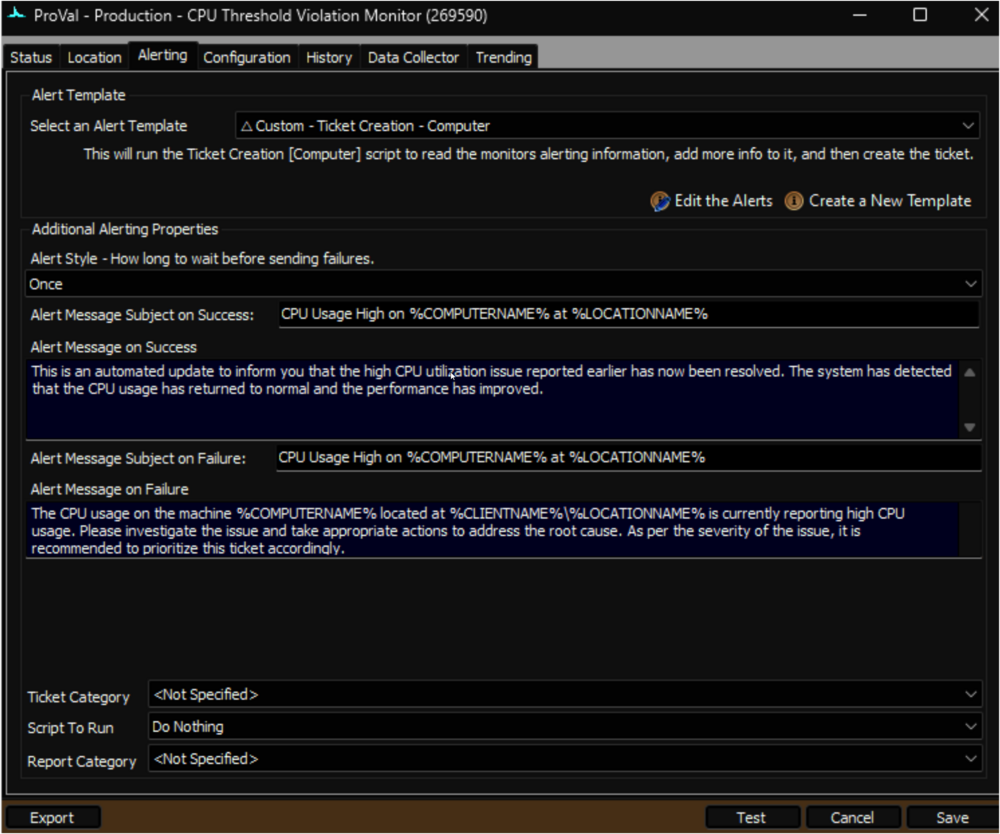 ProVal - Production - CPU Threshold Violation Monitor (269590)
Status Location Alerting Configuration History Data Collector Trending
Alert Template
Select an Alert Template △ Custom - Ticket Creation - Computer
This will run the Ticket Creation [Computer] script to read the monitors alerting information, add more info to it, and then create the ticket.
Edit the Alerts Create a New Template
Additional Alerting Properties
Alert Style - How long to wait before sending failures.
Once
Alert Message Subject on Success: CPU Usage High on %COMPUTERNAME% at %LOCATIONNAME%
Alert Message on Success
This is an automated update to inform you that the high CPU utilization issue reported earlier has now been resolved. The system has detected
that the CPU usage has returned to normal and the performance has improved.
Alert Message Subject on Failure: CPU Usage High on %COMPUTERNAME% at %LOCATIONNAME%
Alert Message on Failure
The CPU usage on the machine %COMPUTERNAME% located at %CLIENTNAME%\%LOCATIONNAME% is currently reporting high CPU
usage. Please investigate the issue and take appropriate actions to address the root cause. As per the severity of the issue, it is
recommended to prioritize this ticket accordingly.
Ticket Category <Not Specified>
Script To Run Do Nothing
Report Category <Not Specified>
Export Test Cancel Save